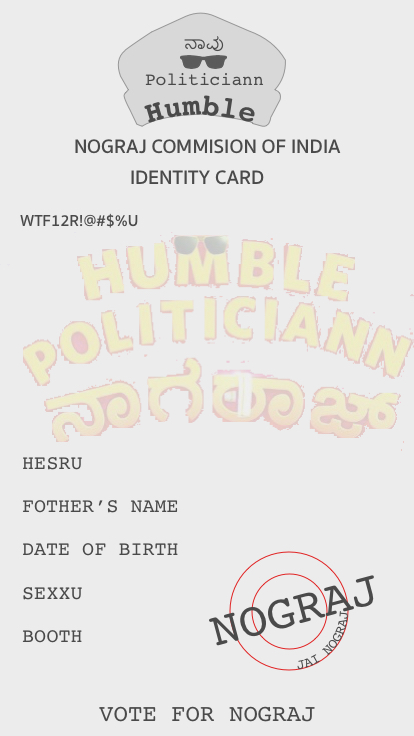 ನಾವು
Politiciann
Humble
NOGRAJ COMMISION OF INDIA
IDENTITY CARD
WTF12R!@#$%U
HUMBLE
POLITICIANN
ನಾಗರಾಜ್
HESRU
FOTHER’S NAME
DATE OF BIRTH
SEXXU
BOOTH
NOGRAJ
JAI NOGRAJ
VOTE FOR NOGRAJ